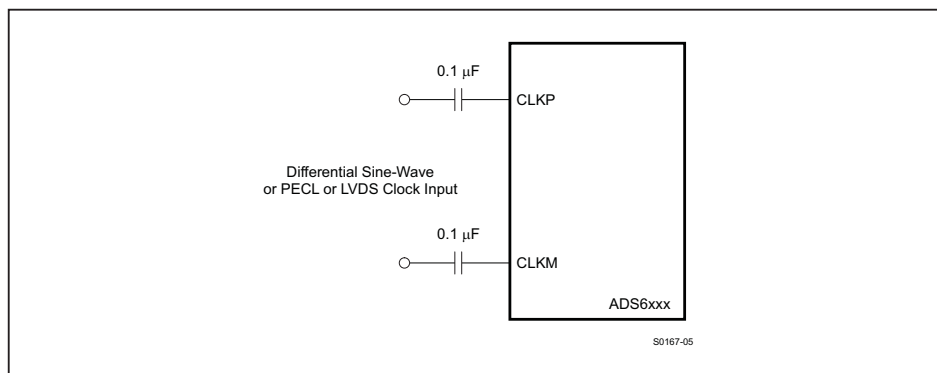 0.1 μF
CLKP
Differential Sine-Wave
or PECL or LVDS Clock Input
0.1 μF
CLKM
ADS6xxx
S0167-05